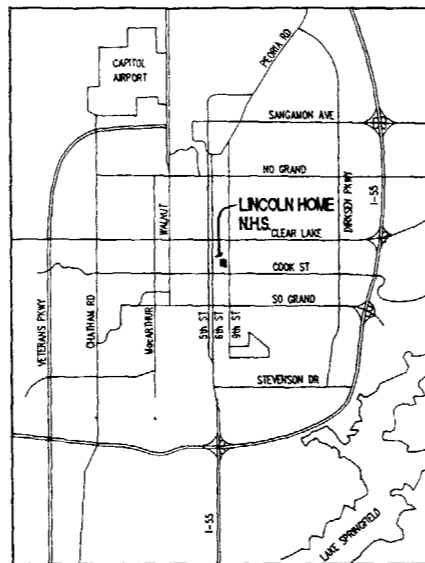 PEORIA RD
CAPITOL
AIRPORT
SANGAMON AVE
NO GRAND
DIRKSEN PKWY
I-55
LINCOLN HOME
N.H.S.
WALNUT
CLEAR LAKE
COOK ST
SO GRAND
VETERANS PKWY
CHATHAM RD
MacARTHUR
5th ST
6th ST
9th ST
STEVENSON DR
I-55
LAKE SPRINGFIELD